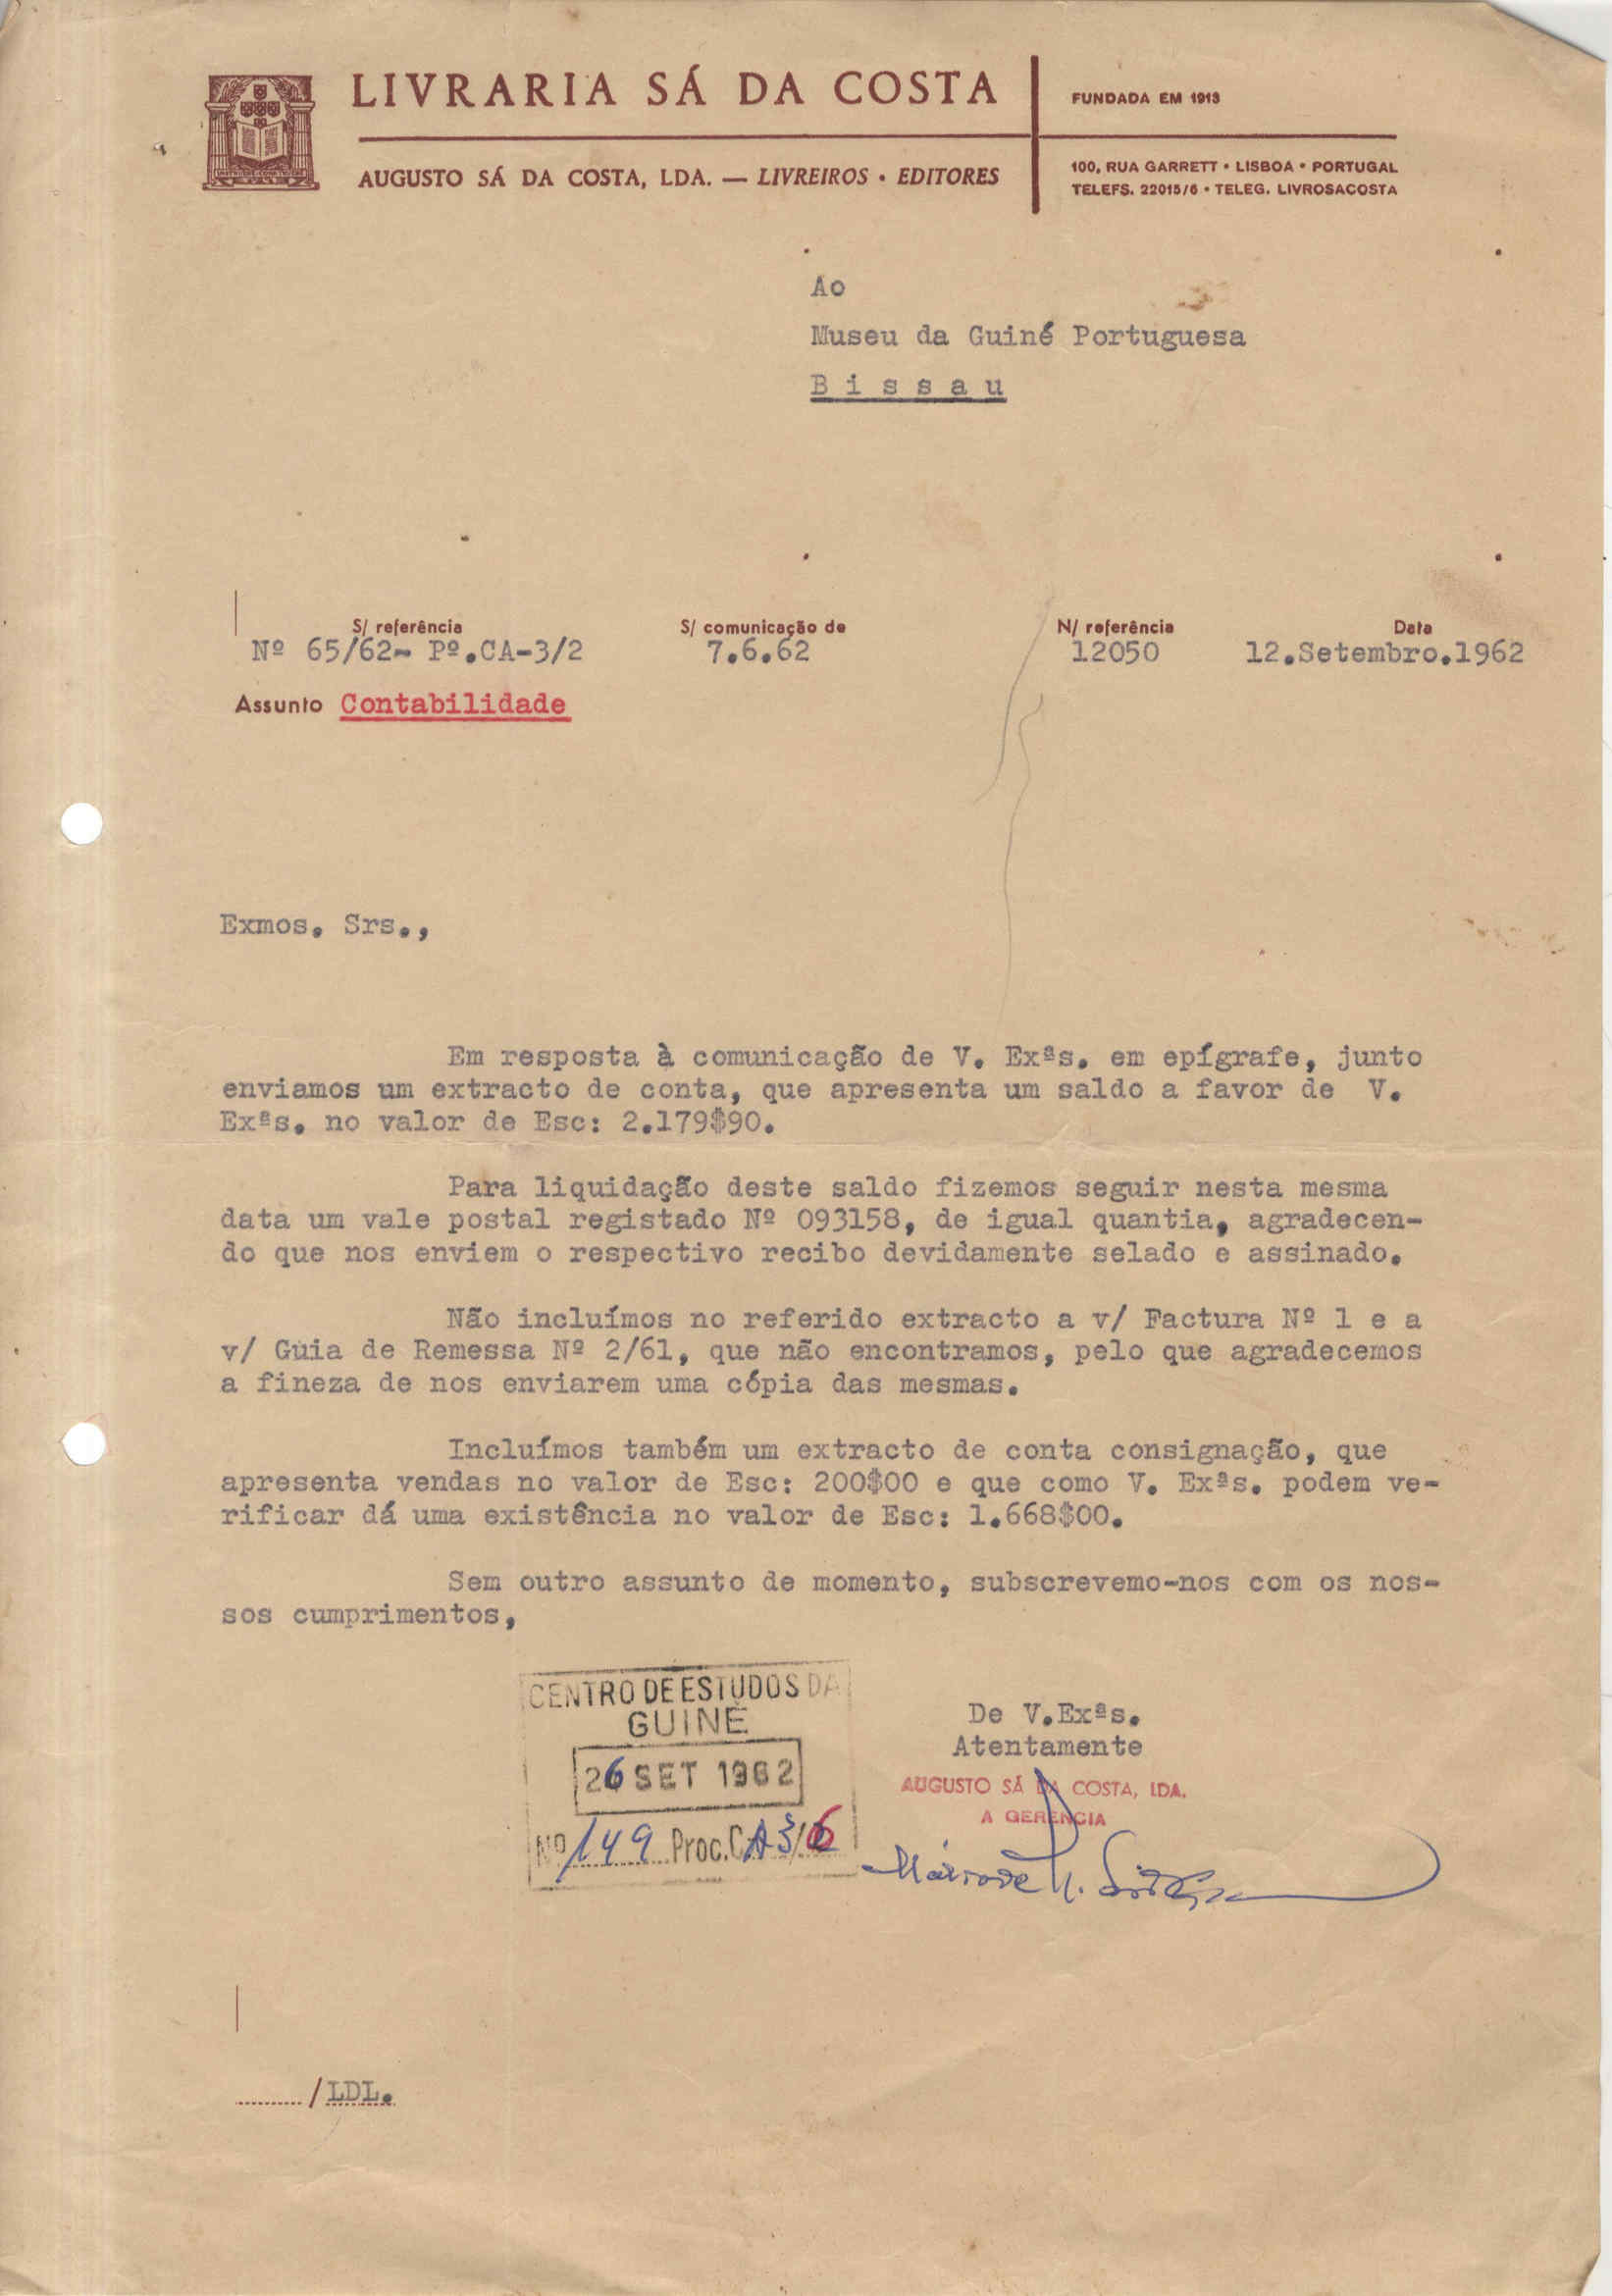 LIVRARIA SÁ DA COSTA
FUNDADA EM 1913
AUGUSTO SÁ DA COSTA, LDA. — LIVREIROS • EDITORES
100, RUA GARRETT • LISBOA • PORTUGAL
TELEFS. 22015/6 • TELEG. LIVROSACOSTA
Ao
Museu da Guiné Portuguesa
Bissau
S/ referência S/ comunicação de N/ referência Data
Nº 65/62- Pº.CA-3/2 7.6.62 12050 12.Setembro.1962
Assunto Contabilidade
Exmos. Srs.,
Em resposta à comunicação de V. Exªs. em epígrafe, junto
enviamos um extracto de conta, que apresenta um saldo a favor de V.
Exªs. no valor de Esc: 2.179$90.
Para liquidação deste saldo fizemos seguir nesta mesma
data um vale postal registado Nº 093158, de igual quantia, agradecen-
do que nos enviem o respectivo recibo devidamente selado e assinado.
Não incluímos no referido extracto a v/ Factura Nº 1 e a
v/ Guia de Remessa Nº 2/61, que não encontramos, pelo que agradecemos
a fineza de nos enviarem uma cópia das mesmas.
Incluímos também um extracto de conta consignação, que
apresenta vendas no valor de Esc: 200$00 e que como V. Exªs. podem ve-
rificar dá uma existência no valor de Esc: 1.668$00.
Sem outro assunto de momento, subscrevemo-nos com os nos-
sos cumprimentos,
CENTRO DE ESTUDOS DA
GUINÉ
26 SET 1962
Nº 149 Proc. CA3/6
De V.Exªs.
Atentamente
AUGUSTO SÁ DA COSTA, LDA.
A GERÊNCIA
/LDL.